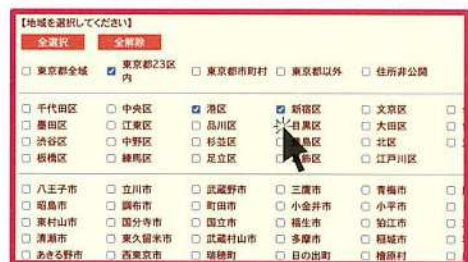 【地域を選択してください】
全選択 全解除
東京都全域 東京都23区内 東京都市町村 東京都以外 住所非公開
千代田区 中央区 港区 新宿区 文京区
墨田区 江東区 品川区 目黒区 大田区
渋谷区 中野区 杉並区 島区 北区
板橋区 練馬区 足立区 飾区 江戸川区
八王子市 立川市 武蔵野市 三鷹市 青梅市
昭島市 調布市 町田市 小金井市 小平市
東村山市 国分寺市 国立市 福生市 狛江市
清瀬市 東久留米市 武蔵村山市 多摩市 稲城市
あきる野市 西東京市 瑞穂町 日の出町 檜原村